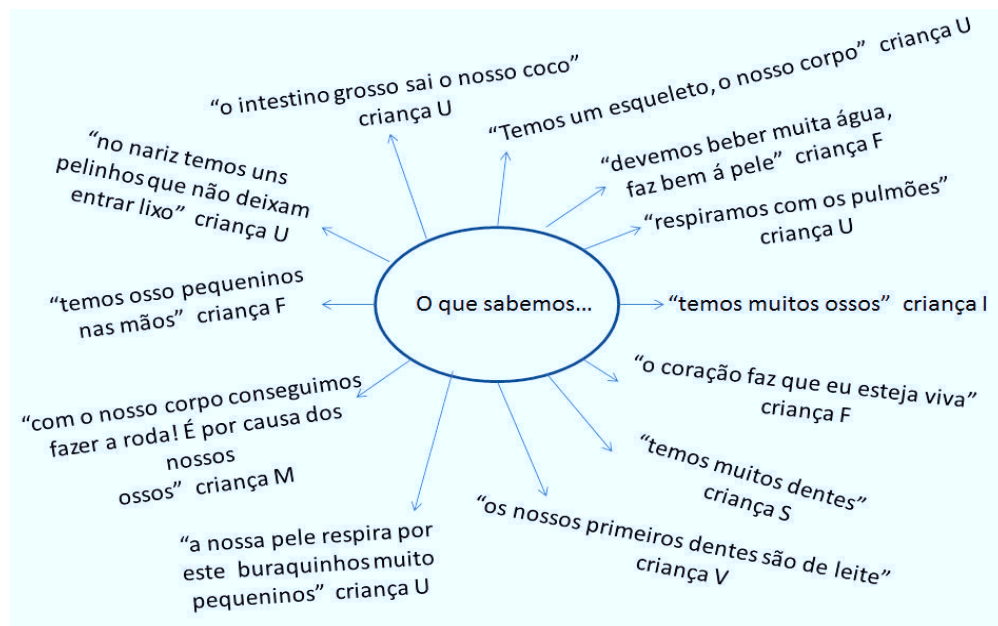 “o intestino grosso sai o nosso coco”
criança U
“Temos um esqueleto, o nosso corpo” criança U
“no nariz temos uns
pelinhos que não deixam
entrar lixo” criança U
“devemos beber muita água,
faz bem á pele” criança F
“respiramos com os pulmões”
criança U
“temos osso pequeninos
nas mãos” criança F
O que sabemos...
“temos muitos ossos” criança I
“o coração faz que eu esteja viva”
criança F
“com o nosso corpo conseguimos
fazer a roda! É por causa dos
nossos
ossos” criança M
“temos muitos dentes”
criança S
“os nossos primeiros dentes são de leite”
criança V
“a nossa pele respira por
este buraquinhos muito
pequeninos” criança U